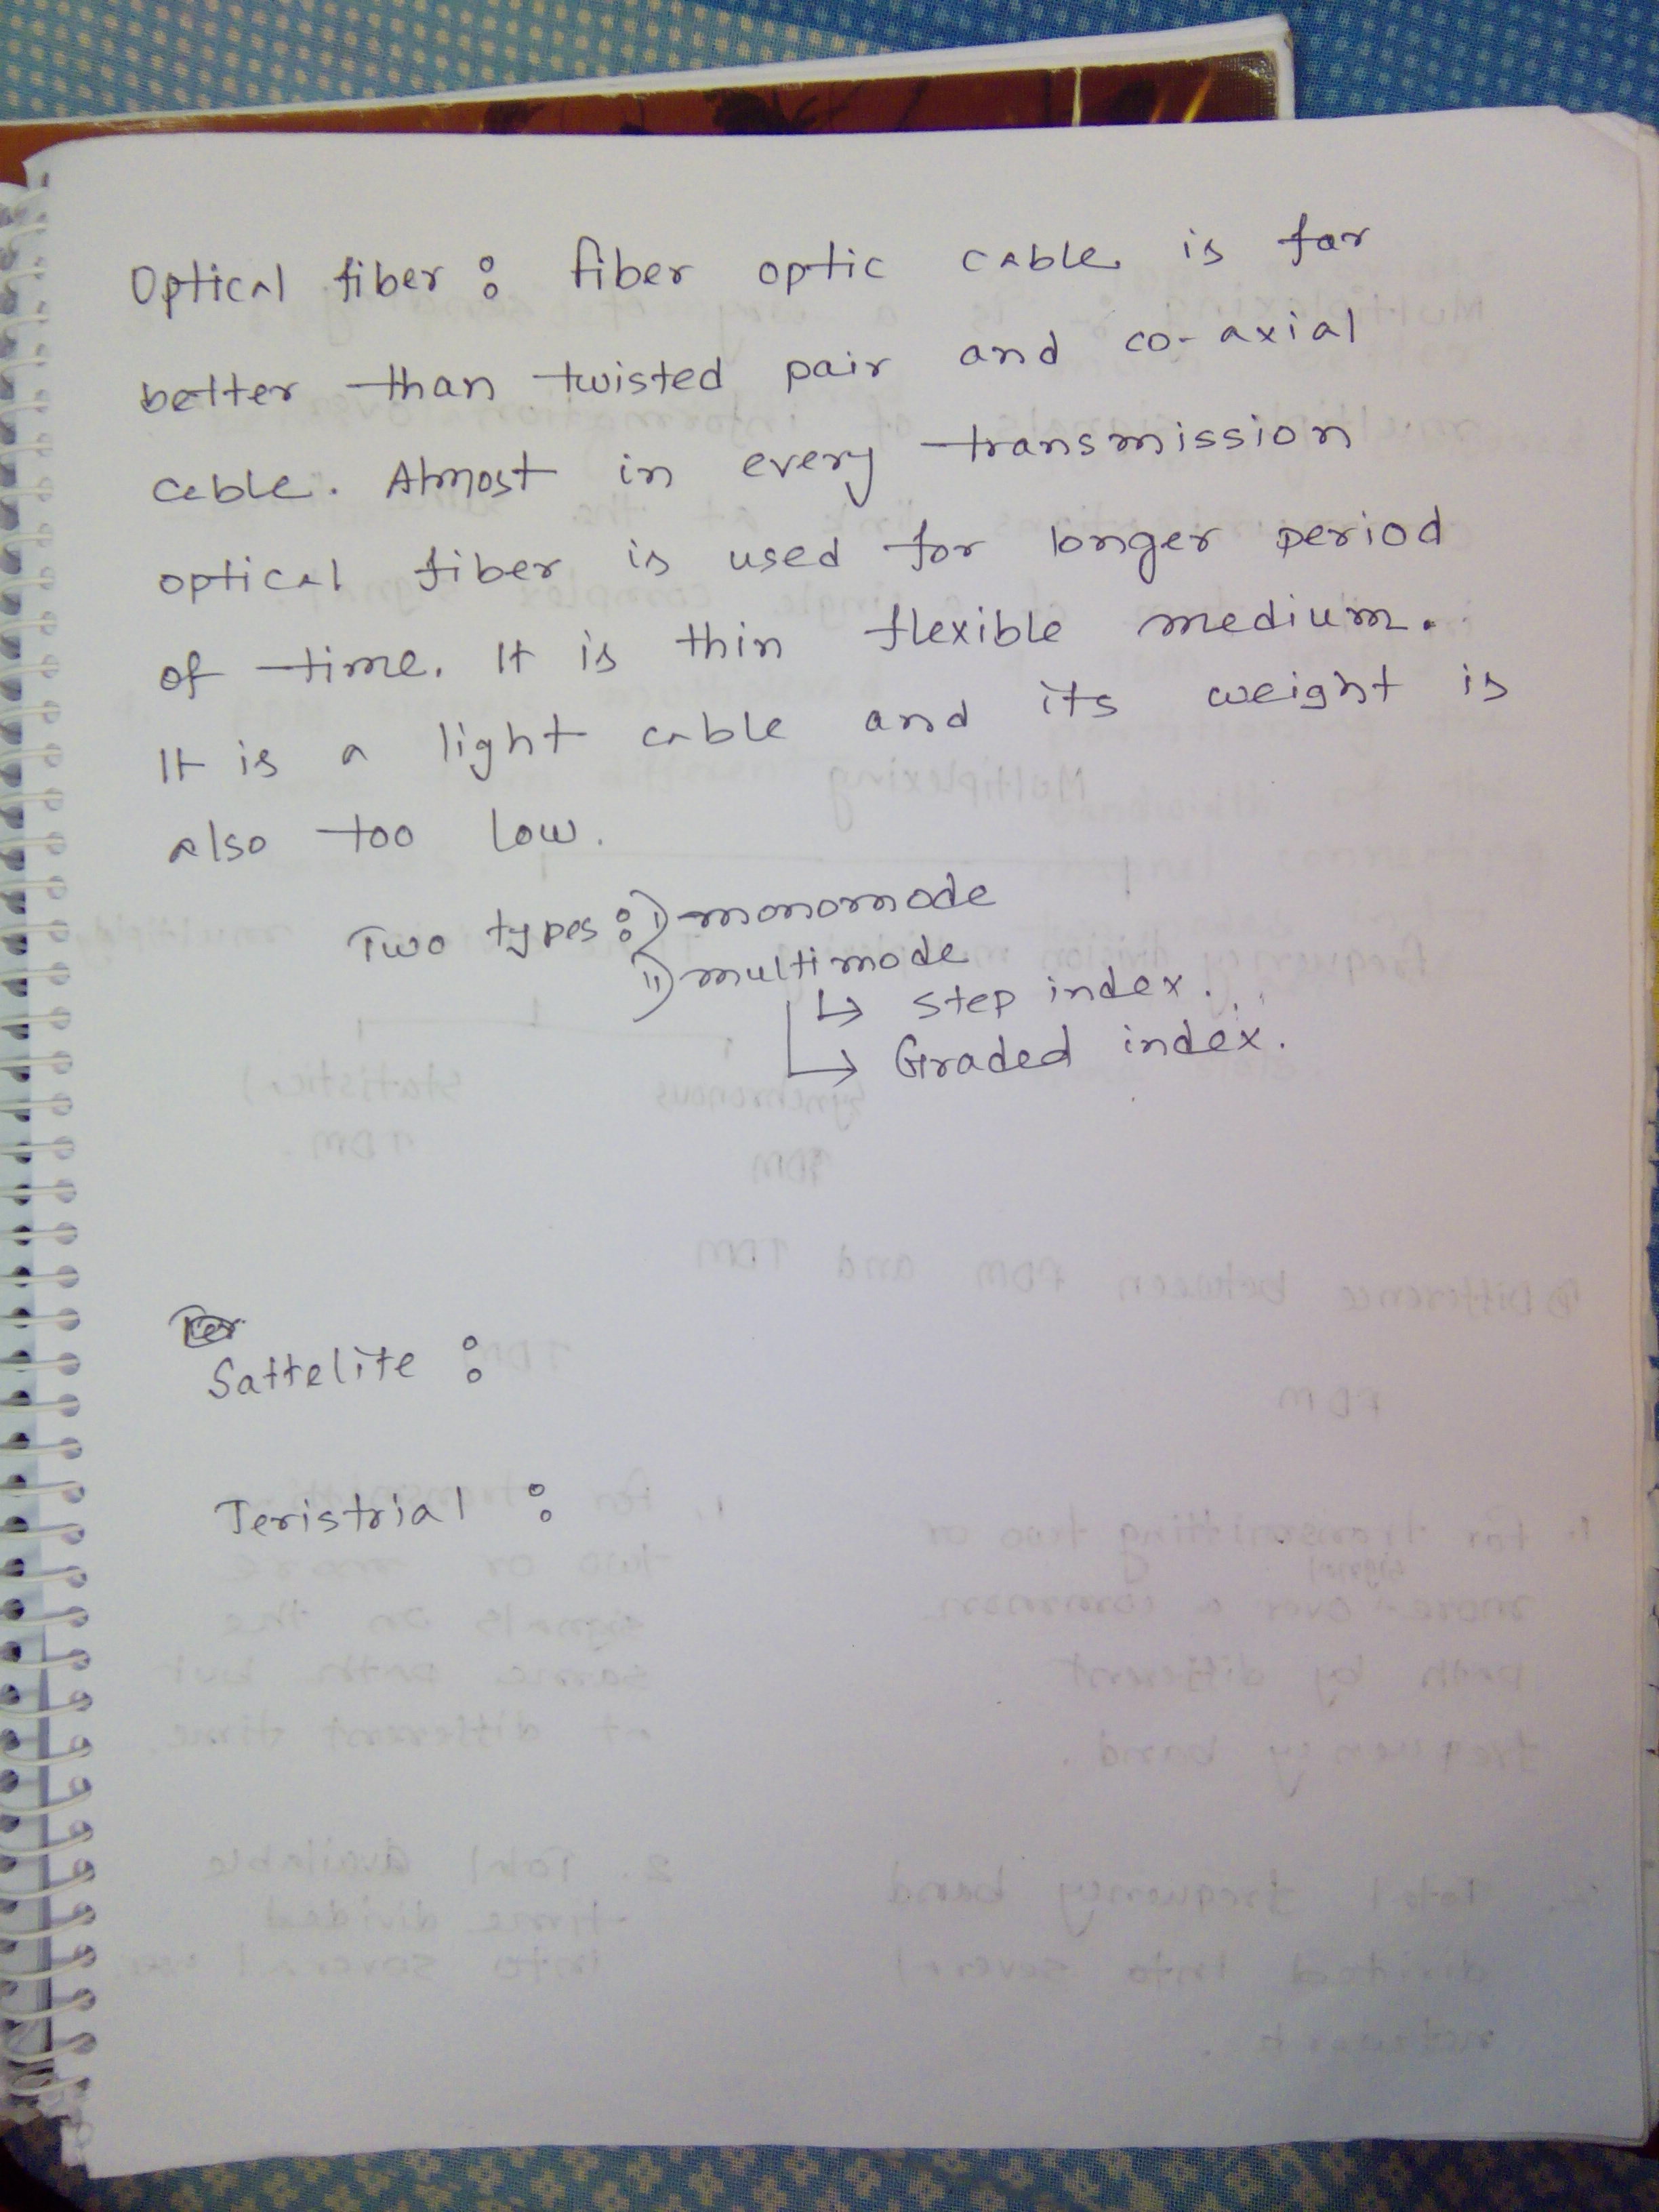 Optical fiber : fiber optic cable is far
better than twisted pair and co-axial
cable. Almost in every transmission
optical fiber is used for longer period
of time. It is thin flexible medium.
It is a light cable and its weight is
also too low.
Two types : i) monomode
ii) multimode
↳ Step index.
→ Graded index.
Sattelite :
Teristrial :